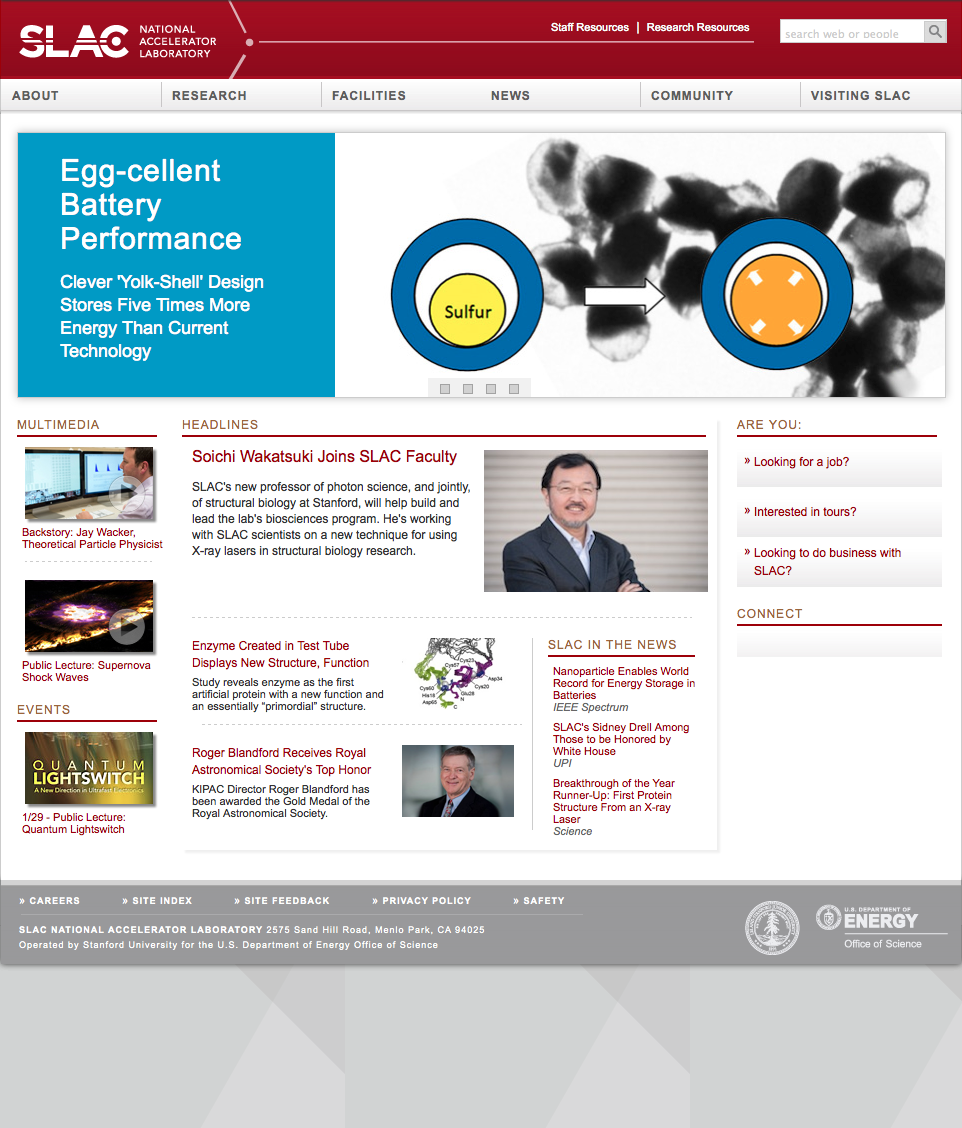 SLAC
NATIONAL
ACCELERATOR
LABORATORY
Staff Resources
Research Resources
search web or people
ABOUT
RESEARCH
FACILITIES
NEWS
COMMUNITY
VISITING SLAC
Egg-cellent
Battery
Performance
Clever 'Yolk-Shell' Design
Stores Five Times More
Energy Than Current
Technology
Sulfur
MULTIMEDIA
Backstory: Jay Wacker,
Theoretical Particle Physicist
Public Lecture: Supernova
Shock Waves
EVENTS
QUANTUM
LIGHTSWITCH
A New Direction in Ultrafast Electronics
1/29 - Public Lecture:
Quantum Lightswitch
HEADLINES
Soichi Wakatsuki Joins SLAC Faculty
SLAC's new professor of photon science, and jointly,
of structural biology at Stanford, will help build and
lead the lab's biosciences program. He's working
with SLAC scientists on a new technique for using
X-ray lasers in structural biology research.
Enzyme Created in Test Tube
Displays New Structure, Function
Study reveals enzyme as the first
artificial protein with a new function and
an essentially “primordial” structure.
Cys57
Cys23
Asp34
Cys60
Cys20
His18
Glu28
Asp65
N
C
Roger Blandford Receives Royal
Astronomical Society's Top Honor
KIPAC Director Roger Blandford has
been awarded the Gold Medal of the
Royal Astronomical Society.
SLAC IN THE NEWS
Nanoparticle Enables World
Record for Energy Storage in
Batteries
IEEE Spectrum
SLAC's Sidney Drell Among
Those to be Honored by
White House
UPI
Breakthrough of the Year
Runner-Up: First Protein
Structure From an X-ray
Laser
Science
ARE YOU:
» Looking for a job?
» Interested in tours?
» Looking to do business with
SLAC?
CONNECT
» CAREERS
» SITE INDEX
» SITE FEEDBACK
» PRIVACY POLICY
» SAFETY
SLAC NATIONAL ACCELERATOR LABORATORY 2575 Sand Hill Road, Menlo Park, CA 94025
Operated by Stanford University for the U.S. Department of Energy Office of Science
U.S. DEPARTMENT OF
ENERGY
Office of Science